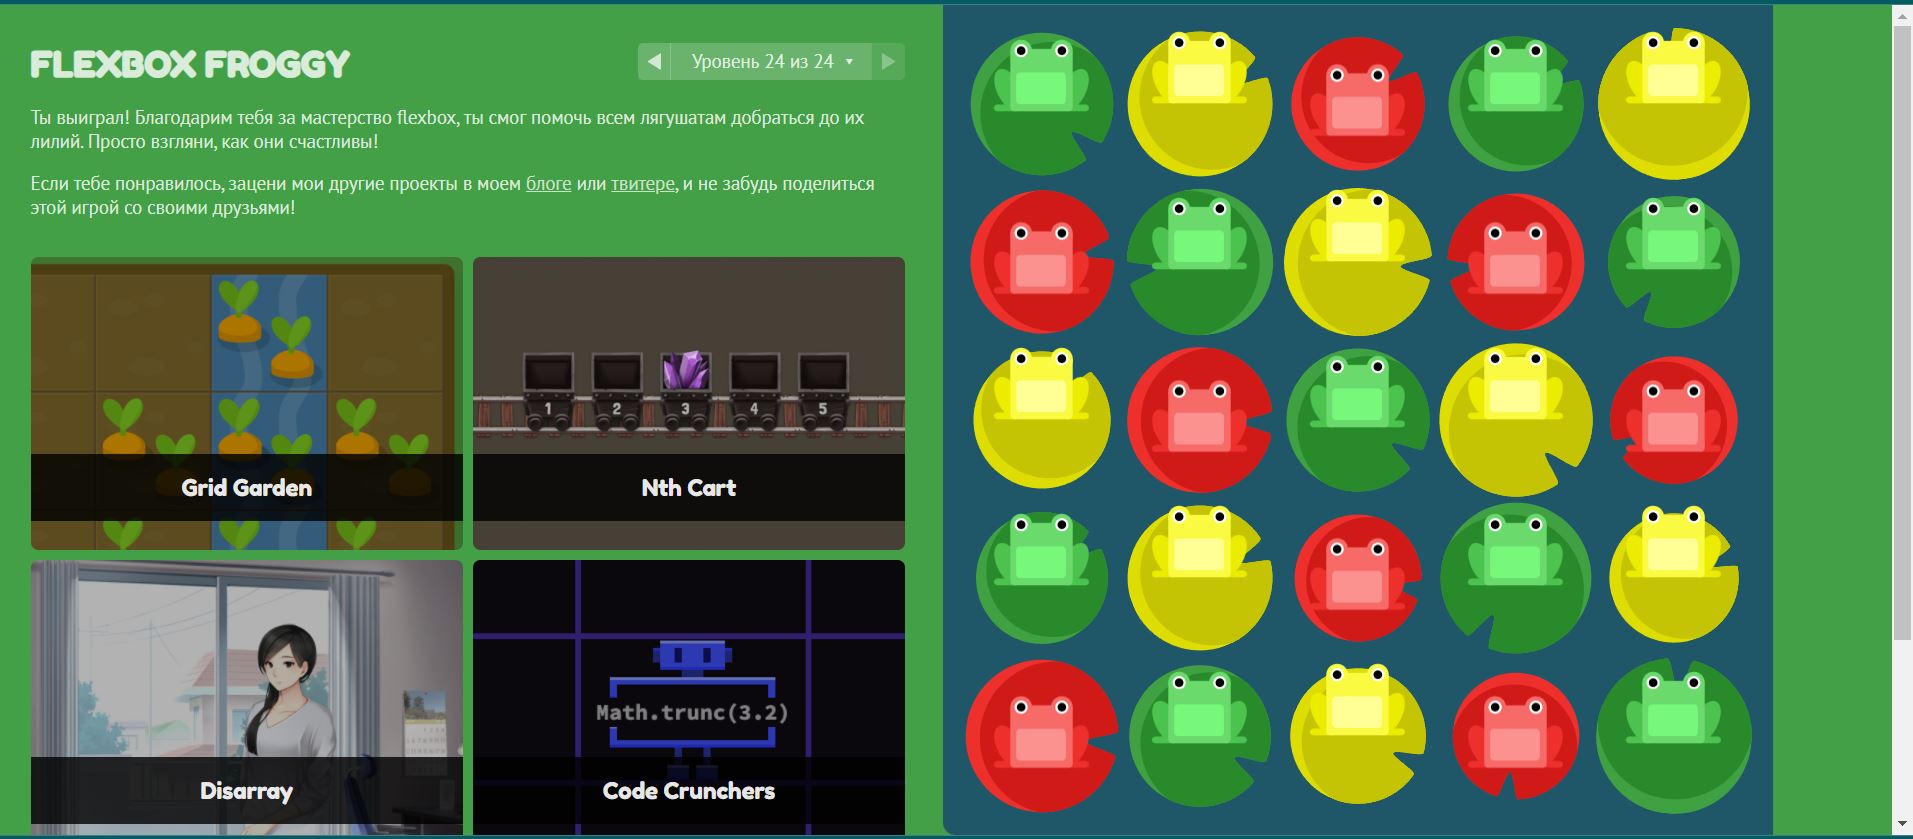 FLEXBOX FROGGY
Уровень 24 из 24
Ты выиграл! Благодарим тебя за мастерство flexbox, ты смог помочь всем лягушатам добраться до их
лилий. Просто взгляни, как они счастливы!
Если тебе понравилось, зацени мои другие проекты в моем блоге или твитере, и не забудь поделиться
этой игрой со своими друзьями!
Grid Garden
1 2 3 4 5
Nth Cart
Disarray
Math.trunc(3.2)
Code Crunchers